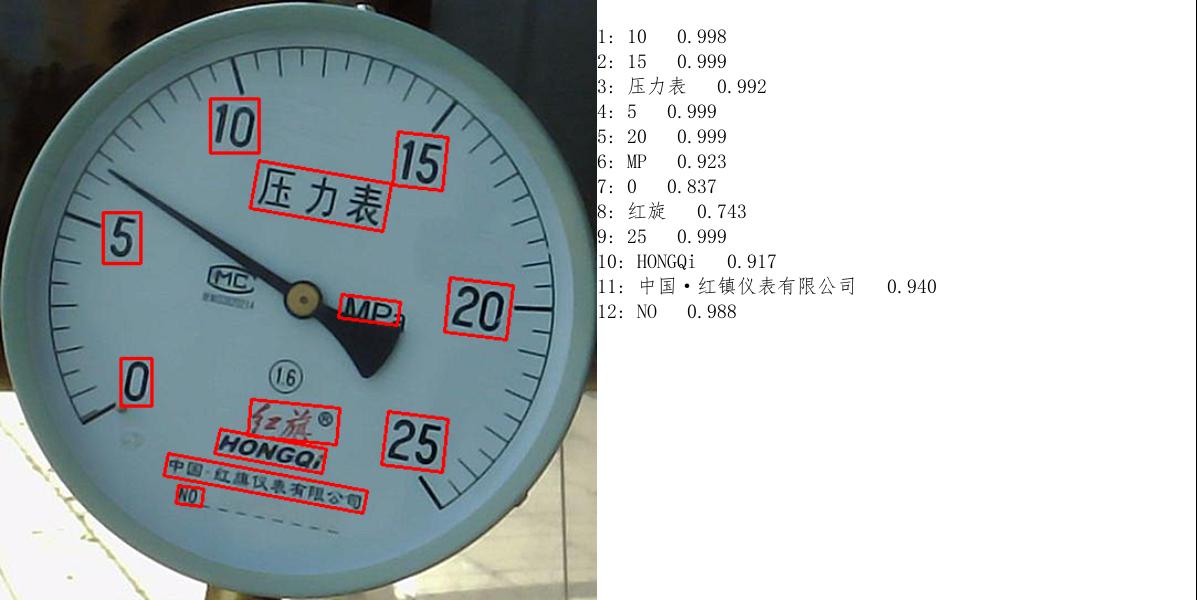 10
15
压力表
5
MC
20
MPa
0
1.6
红旗®
25
HONGQi
中国·红旗仪表有限公司
NO
1: 10 0.998
2: 15 0.999
3: 压力表 0.992
4: 5 0.999
5: 20 0.999
6: MP 0.923
7: 0 0.837
8: 红旋 0.743
9: 25 0.999
10: HONGQi 0.917
11: 中国·红镇仪表有限公司 0.940
12: NO 0.988